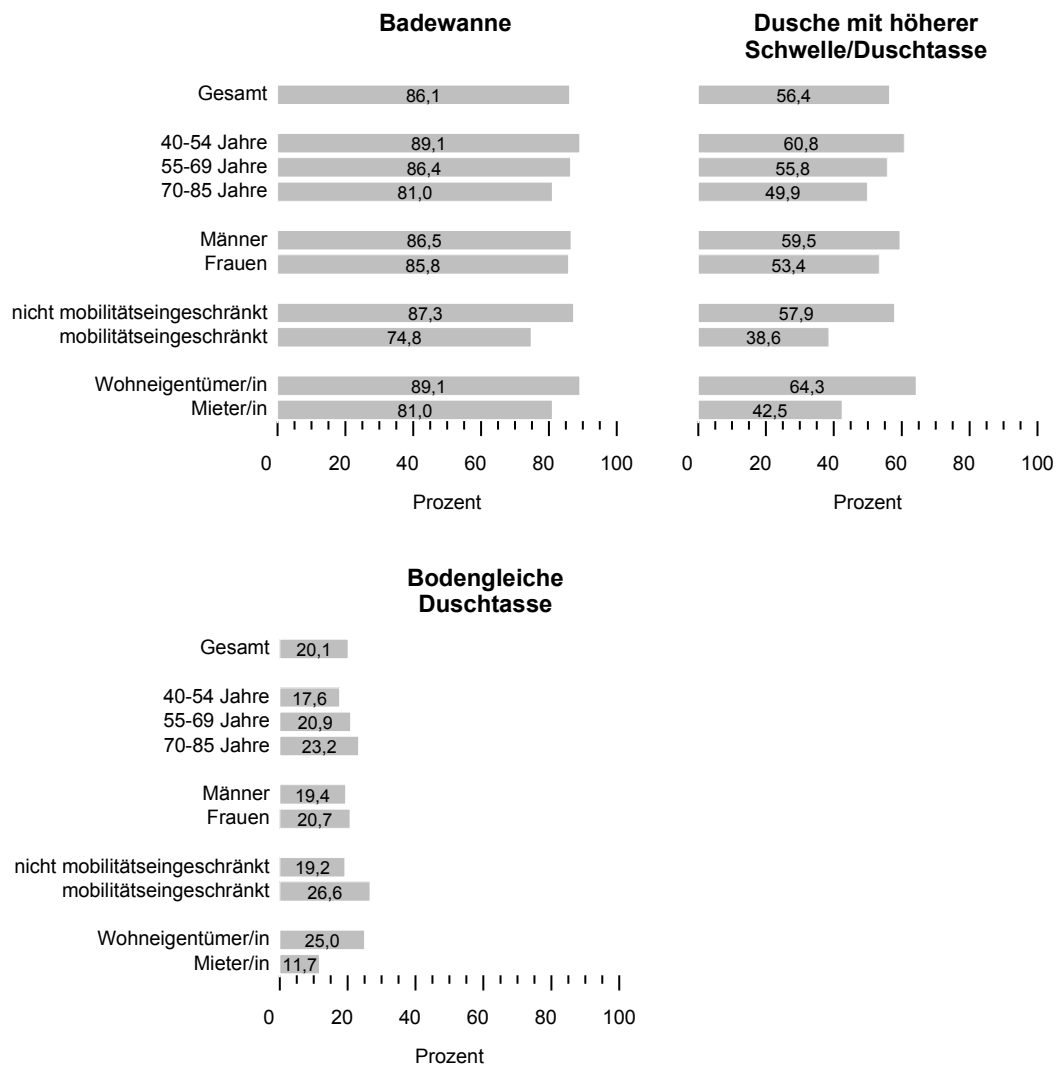 Badewanne
Gesamt 86,1
40-54 Jahre 89,1
55-69 Jahre 86,4
70-85 Jahre 81,0
Männer 86,5
Frauen 85,8
nicht mobilitätseingeschränkt 87,3
mobilitätseingeschränkt 74,8
Wohneigentümer/in 89,1
Mieter/in 81,0
0 20 40 60 80 100
Prozent
Dusche mit höherer
Schwelle/Duschtasse
56,4
60,8
55,8
49,9
59,5
53,4
57,9
38,6
64,3
42,5
0 20 40 60 80 100
Prozent
Bodengleiche
Duschtasse
Gesamt 20,1
40-54 Jahre 17,6
55-69 Jahre 20,9
70-85 Jahre 23,2
Männer 19,4
Frauen 20,7
nicht mobilitätseingeschränkt 19,2
mobilitätseingeschränkt 26,6
Wohneigentümer/in 25,0
Mieter/in 11,7
0 20 40 60 80 100
Prozent